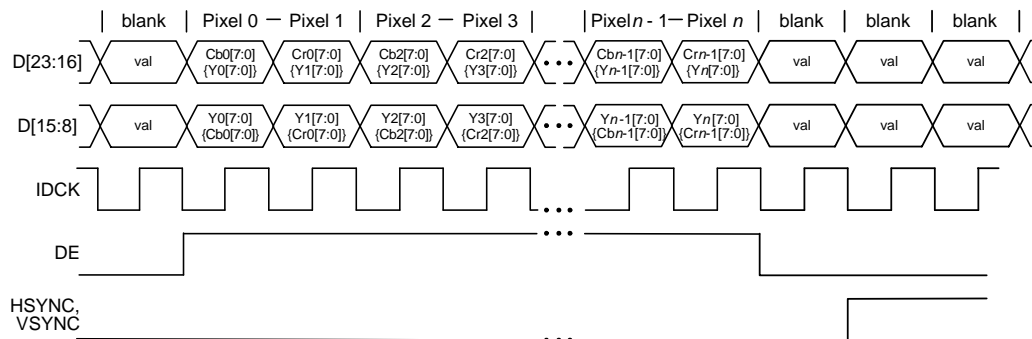 blank Pixel 0 — Pixel 1 Pixel 2 — Pixel 3 Pixel n - 1 — Pixel n blank blank blank
D[23:16] val Cb0[7:0] Cr0[7:0] Cb2[7:0] Cr2[7:0] • • • Cbn-1[7:0] Crn-1[7:0] val val val
{Y0[7:0]} {Y1[7:0]} {Y2[7:0]} {Y3[7:0]} {Yn-1[7:0]} {Yn[7:0]}
D[15:8] val Y0[7:0] Y1[7:0] Y2[7:0] Y3[7:0] • • • Yn-1[7:0] Yn[7:0] val val val
{Cb0[7:0]} {Cr0[7:0]} {Cb2[7:0]} {Cr2[7:0]} {Cbn-1[7:0]} {Crn-1[7:0]}
IDCK • • •
DE • • •
HSYNC,
VSYNC • • •